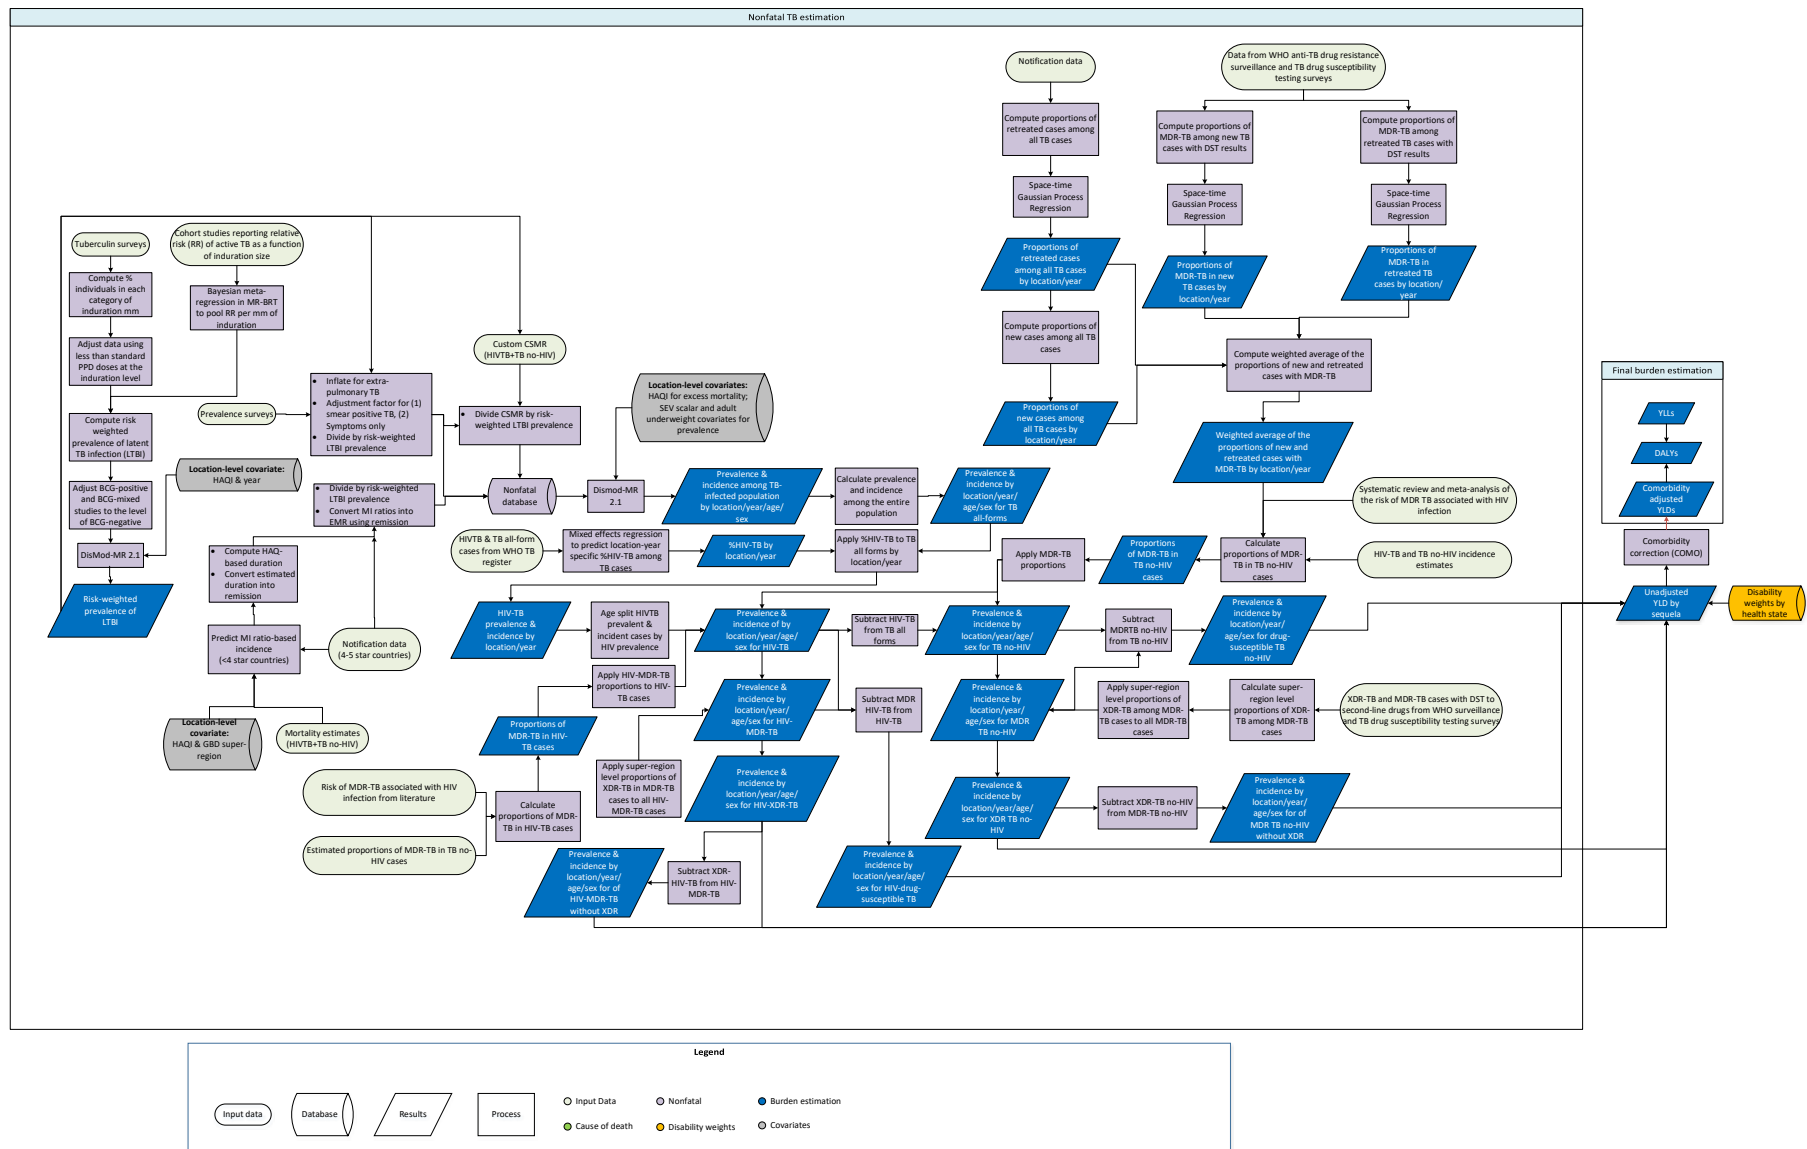 Nonfatal TB estimation
Notification data
Data from WHO anti-TB drug resistance
surveillance and TB drug susceptibility
testing surveys
Compute proportions of
retreated cases among
all TB cases
Compute proportions of
MDR-TB among new TB
cases with DST results
Compute proportions of
MDR-TB among
retreated TB cases with
DST results
Space-time
Gaussian Process
Regression
Space-time
Gaussian Process
Regression
Space-time
Gaussian Process
Regression
Tuberculin surveys
Cohort studies reporting relative
risk (RR) of active TB as a function
of induration size
Proportions of
retreated cases
among all TB cases
by location/year
Proportions of
MDR-TB in new
TB cases by
location/year
Proportions of
MDR-TB in
retreated TB
cases by location/
year
Compute %
individuals in each
category of
induration mm
Bayesian meta-
regression in MR-BRT
to pool RR per mm of
induration
Compute proportions of
new cases among all TB
cases
Adjust data using
less than standard
PPD doses at the
induration level
Custom CSMR
(HIVTB+TB no-HIV)
Compute weighted average of the
proportions of new and retreated
cases with MDR-TB
Final burden estimation
Prevalence surveys
• Inflate for extra-
pulmonary TB
• Adjustment factor for (1)
smear positive TB, (2)
Symptoms only
• Divide by risk-weighted
LTBI prevalence
• Divide CSMR by risk-
weighted LTBI prevalence
Location-level covariates:
HAQI for excess mortality;
SEV scalar and adult
underweight covariates for
prevalence
YLLs
DALYs
Comorbidity
adjusted
YLDs
Compute risk
weighted
prevalence of latent
TB infection (LTBI)
Proportions of
new cases among
all TB cases by
location/year
Weighted average of the
proportions of new and
retreated cases with
MDR-TB by location/year
Location-level covariate:
HAQI & year
Adjust BCG-positive
and BCG-mixed
studies to the level
of BCG-negative
• Divide by risk-weighted
LTBI prevalence
• Convert MI ratios into
EMR using remission
Nonfatal
database
Dismod-MR
2.1
Prevalence &
incidence among TB-
infected population
by location/year/age/
sex
Calculate prevalence
and incidence
among the entire
population
Prevalence &
incidence by
location/year/
age/sex for TB
all-forms
Systematic review and meta-analysis of
the risk of MDR TB associated with HIV
infection
DisMod-MR 2.1
• Compute HAQ-
based duration
• Convert estimated
duration into
remission
HIVTB & TB all-form
cases from WHO TB
register
Mixed effects regression
to predict location-year
specific %HIV-TB among
TB cases
%HIV-TB by
location/year
Apply %HIV-TB to TB
all forms by
location/year
Apply MDR-TB
proportions
Proportions
of MDR-TB in
TB no-HIV
cases
Calculate
proportions of MDR-
TB in TB no-HIV
cases
HIV-TB and TB no-HIV incidence
estimates
Comorbidity
correction (COMO)
Risk-weighted
prevalence of
LTBI
Predict MI ratio-based
incidence
(<4 star countries)
Notification data
(4-5 star countries)
HIV-TB
prevalence &
incidence by
location/year
Age split HIVTB
prevalent &
incident cases by
HIV prevalence
Prevalence &
incidence of by
location/year/age/
sex for HIV-TB
Subtract HIV-TB
from TB all
forms
Prevalence &
incidence by
location/year/age/
sex for TB no-HIV
Subtract
MDRTB no-HIV
from TB no-HIV
Prevalence &
incidence by
location/year/
age/sex for drug-
susceptible TB
no-HIV
Unadjusted
YLD by
sequela
Disability
weights by
health state
Location-level
covariate:
HAQI & GBD super-
region
Mortality estimates
(HIVTB+TB no-HIV)
Apply HIV-MDR-TB
proportions to HIV-
TB cases
Proportions of
MDR-TB in HIV-
TB cases
Prevalence &
incidence by
location/year/
age/sex for HIV-
MDR-TB
Subtract MDR
HIV-TB from
HIV-TB
Prevalence &
incidence by
location/year/
age/sex for MDR
TB no-HIV
Apply super-region
level proportions of
XDR-TB among MDR-
TB cases to all MDR-TB
cases
Calculate super-
region level
proportions of XDR-
TB among MDR-TB
cases
XDR-TB and MDR-TB cases with DST to
second-line drugs from WHO surveillance
and TB drug susceptibility testing surveys
Risk of MDR-TB associated with HIV
infection from literature
Calculate
proportions of MDR-
TB in HIV-TB cases
Apply super-region
level proportions of
XDR-TB in MDR-TB
cases to all HIV-
MDR-TB cases
Prevalence &
incidence by
location/year/age/
sex for HIV-XDR-TB
Prevalence &
incidence by
location/year/age/
sex for XDR TB no-
HIV
Subtract XDR-TB no-HIV
from MDR-TB no-HIV
Prevalence &
incidence by
location/year/
age/sex for of
MDR TB no-HIV
without XDR
Estimated proportions of MDR-TB in TB no-
HIV cases
Prevalence &
incidence by
location/year/
age/sex for of
HIV-MDR-TB
without XDR
Subtract XDR-
HIV-TB from HIV-
MDR-TB
Prevalence &
incidence by
location/year/age/
sex for HIV-drug-
susceptible TB
Legend
Input data
Database
Results
Process
Input Data
Nonfatal
Burden estimation
Cause of death
Disability weights
Covariates